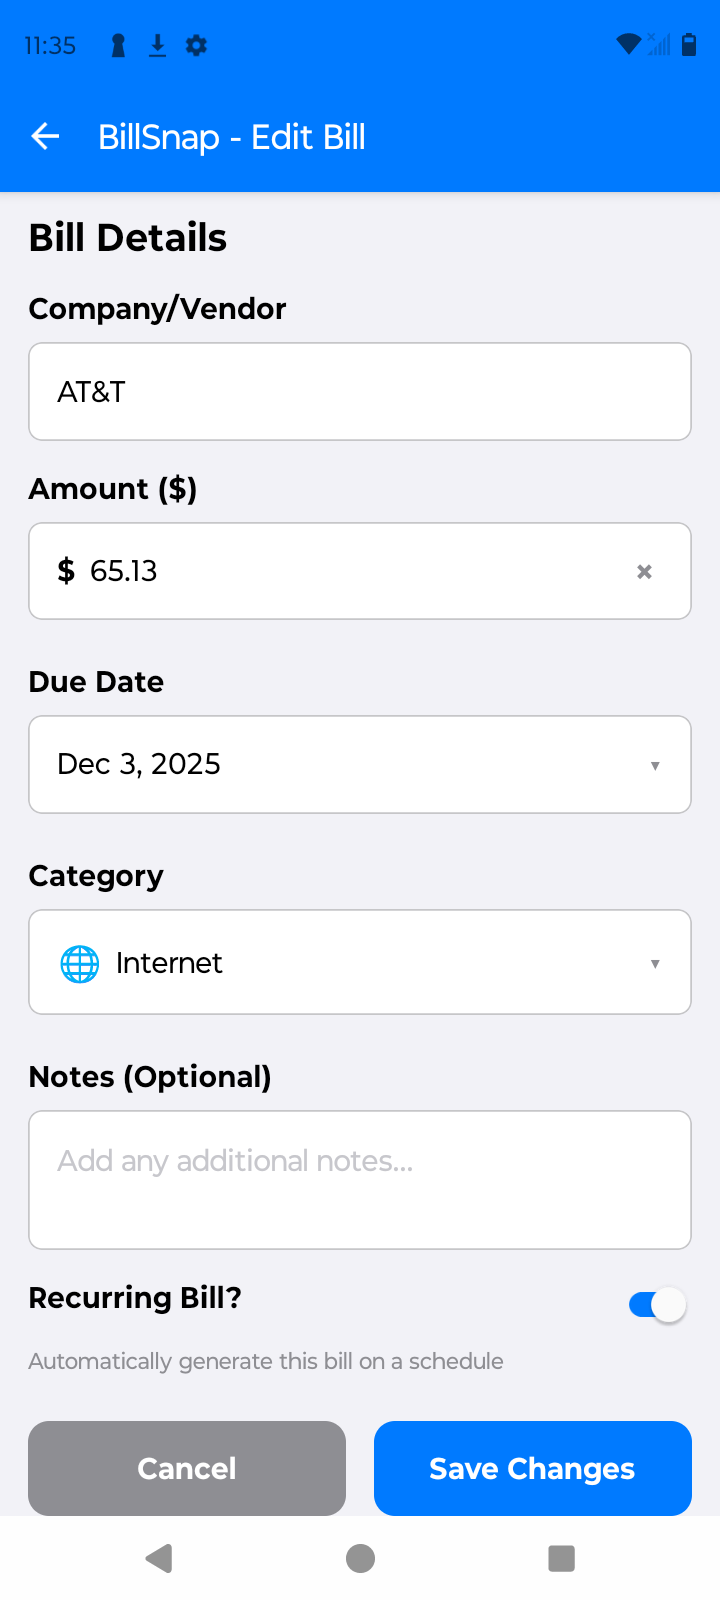 11:35
BillSnap - Edit Bill
Bill Details
Company/Vendor
AT&T
Amount ($)
$ 65.13
Due Date
Dec 3, 2025
Category
Internet
Notes (Optional)
Add any additional notes...
Recurring Bill?
Automatically generate this bill on a schedule
Cancel
Save Changes